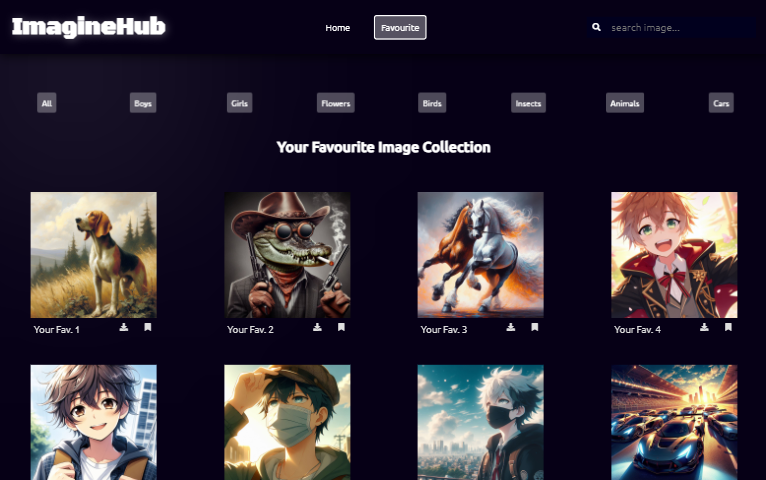 ImagineHub
Home
Favourite
search image...
All
Boys
Girls
Flowers
Birds
Insects
Animals
Cars
Your Favourite Image Collection
Your Fav. 1
Your Fav. 2
Your Fav. 3
Your Fav. 4